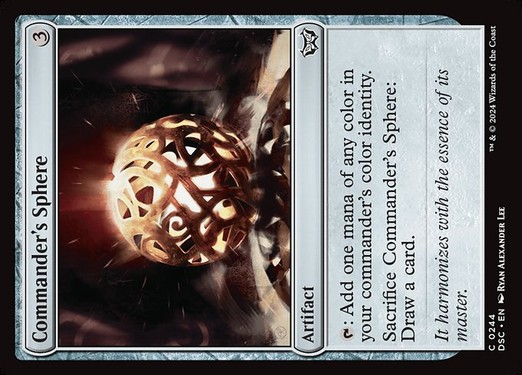 Commander's Sphere
3
Artifact
: Add one mana of any color in
your commander's color identity.
Sacrifice Commander's Sphere:
Draw a card.
It harmonizes with the essence of its
master.
C 0244
DSC • EN Ryan Alexander Lee
™ & © 2024 Wizards of the Coast